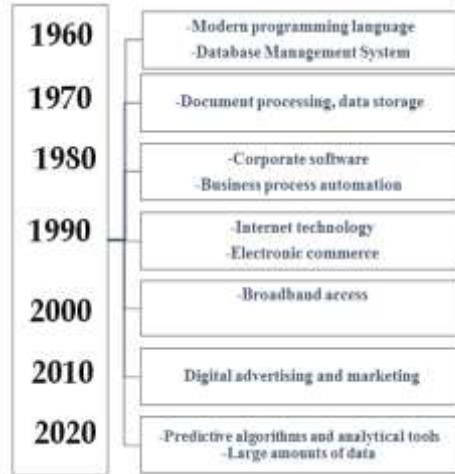 1960
-Modern programming language
-Database Management System
1970
-Document processing, data storage
1980
-Corporate software
-Business process automation
1990
-Internet technology
-Electronic commerce
2000
-Broadband access
2010
Digital advertising and marketing
2020
-Predictive algorithms and analytical tools
-Large amounts of data